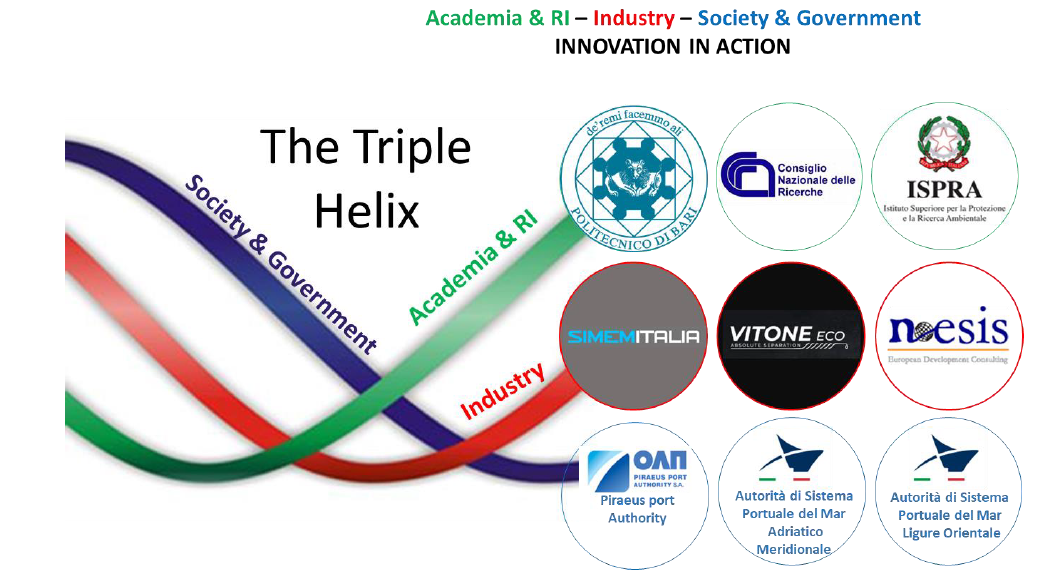 Academia & RI – Industry – Society & Government
INNOVATION IN ACTION
The Triple
Helix
Society & Government
Academia & RI
Industry
de'remi facemmo ali
POLITECNICO DI BARI
Consiglio
Nazionale delle
Ricerche
ISPRA
Istituto Superiore per la Protezione
e la Ricerca Ambientale
SIMEMITALIA
VITONE ECO
ABSOLUTE SEPARATION
noesis
European Development Consulting
ΟΛΠ
PIRAEUS PORT
AUTHORITY S.A.
Piraeus port
Authority
Autorità di Sistema
Portuale del Mar
Adriatico
Meridionale
Autorità di Sistema
Portuale del Mar
Ligure Orientale